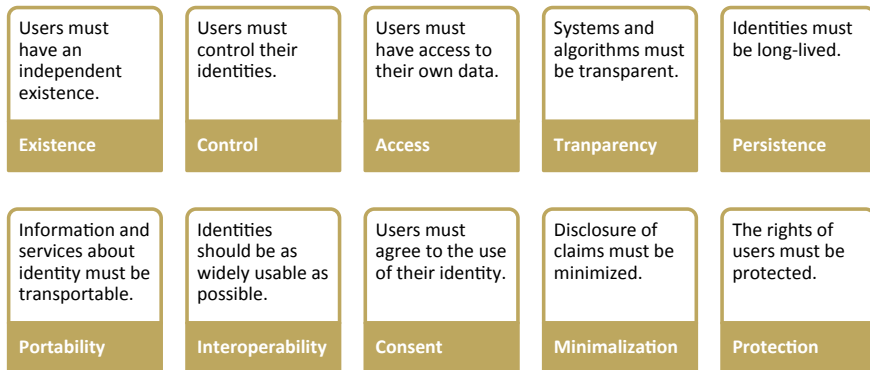 Users must
have an
independent
existence.
Existence
Users must
control their
identities.
Control
Users must
have access to
their own data.
Access
Systems and
algorithms must
be transparent.
Tranparency
Identities must
be long-lived.
Persistence
Information and
services about
identity must be
transportable.
Portability
Identities
should be as
widely usable as
possible.
Interoperability
Users must
agree to the use
of their identity.
Consent
Disclosure of
claims must be
minimized.
Minimalization
The rights of
users must be
protected.
Protection